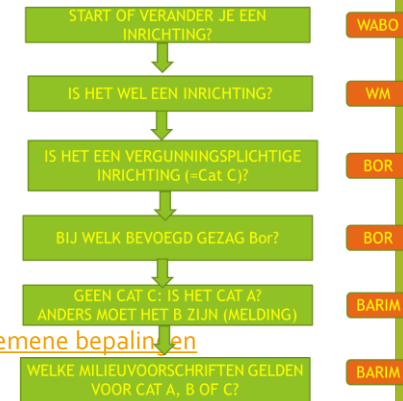 START OF VERANDER JE EEN
INRICHTING?
WABO
IS HET WEL EEN INRICHTING?
WM
IS HET EEN VERGUNNINGSPLICHTIGE
INRICHTING (=Cat C)?
BOR
BIJ WELK BEVOEGD GEZAG Bor?
BOR
GEEN CAT C: IS HET CAT A?
ANDERS MOET HET B ZIJN (MELDING)
BARIM
emene bepalingen
WELKE MILIEUVOORSCHRIFTEN GELDEN
VOOR CAT A, B OF C?
BARIM